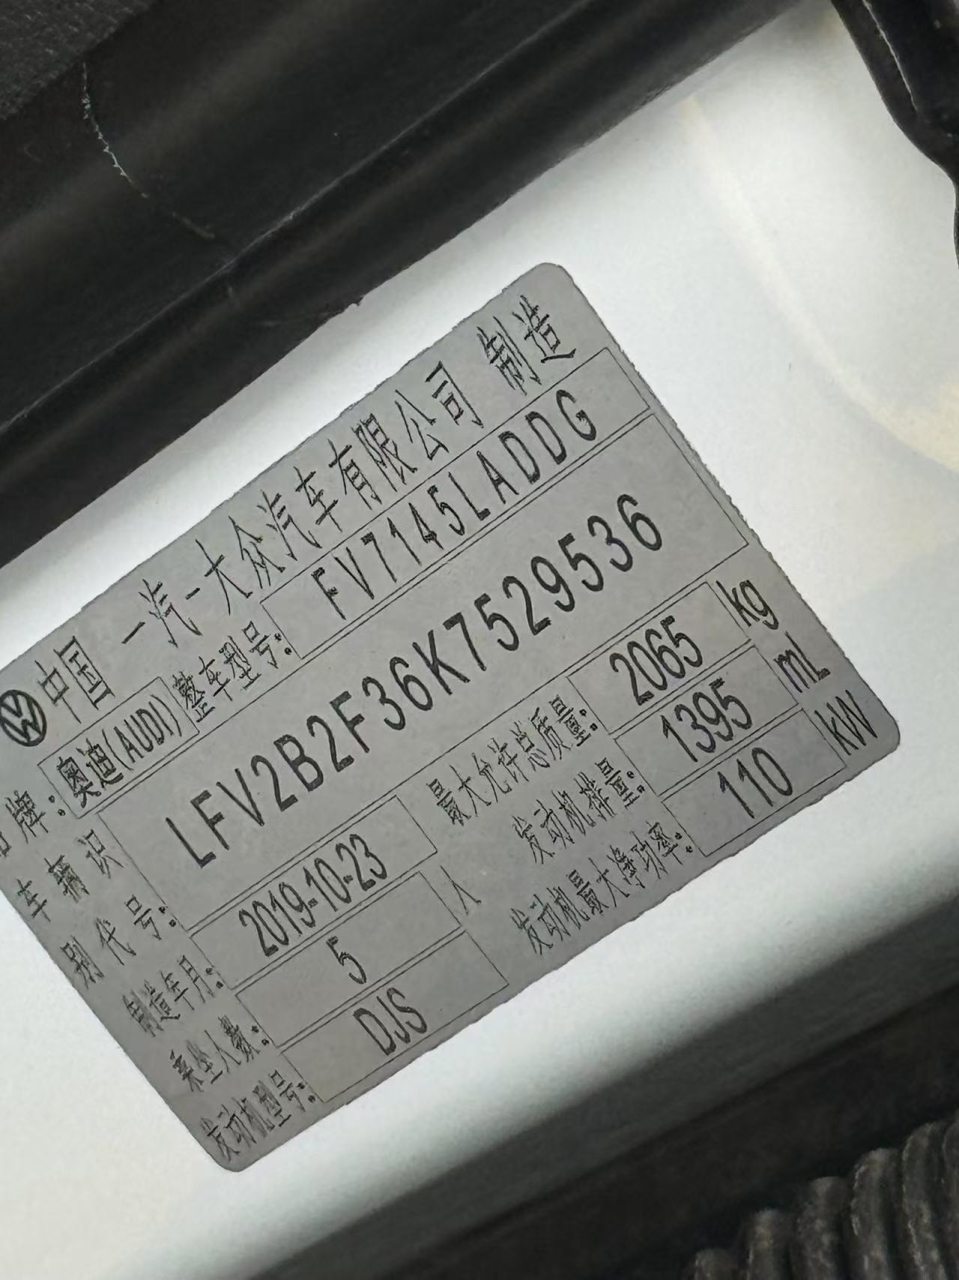 中国 一汽-大众汽车有限公司 制造
品牌: 奥迪(AUDI) 整车型号: FV7145LADDG
车辆识别代号: LFV2B2F36K7529536
制造年月: 2019-10-23 最大允许总质量: 2065 kg
乘坐人数: 5 人 发动机排量: 1395 mL
发动机型号: DJS 发动机最大净功率: 110 kW